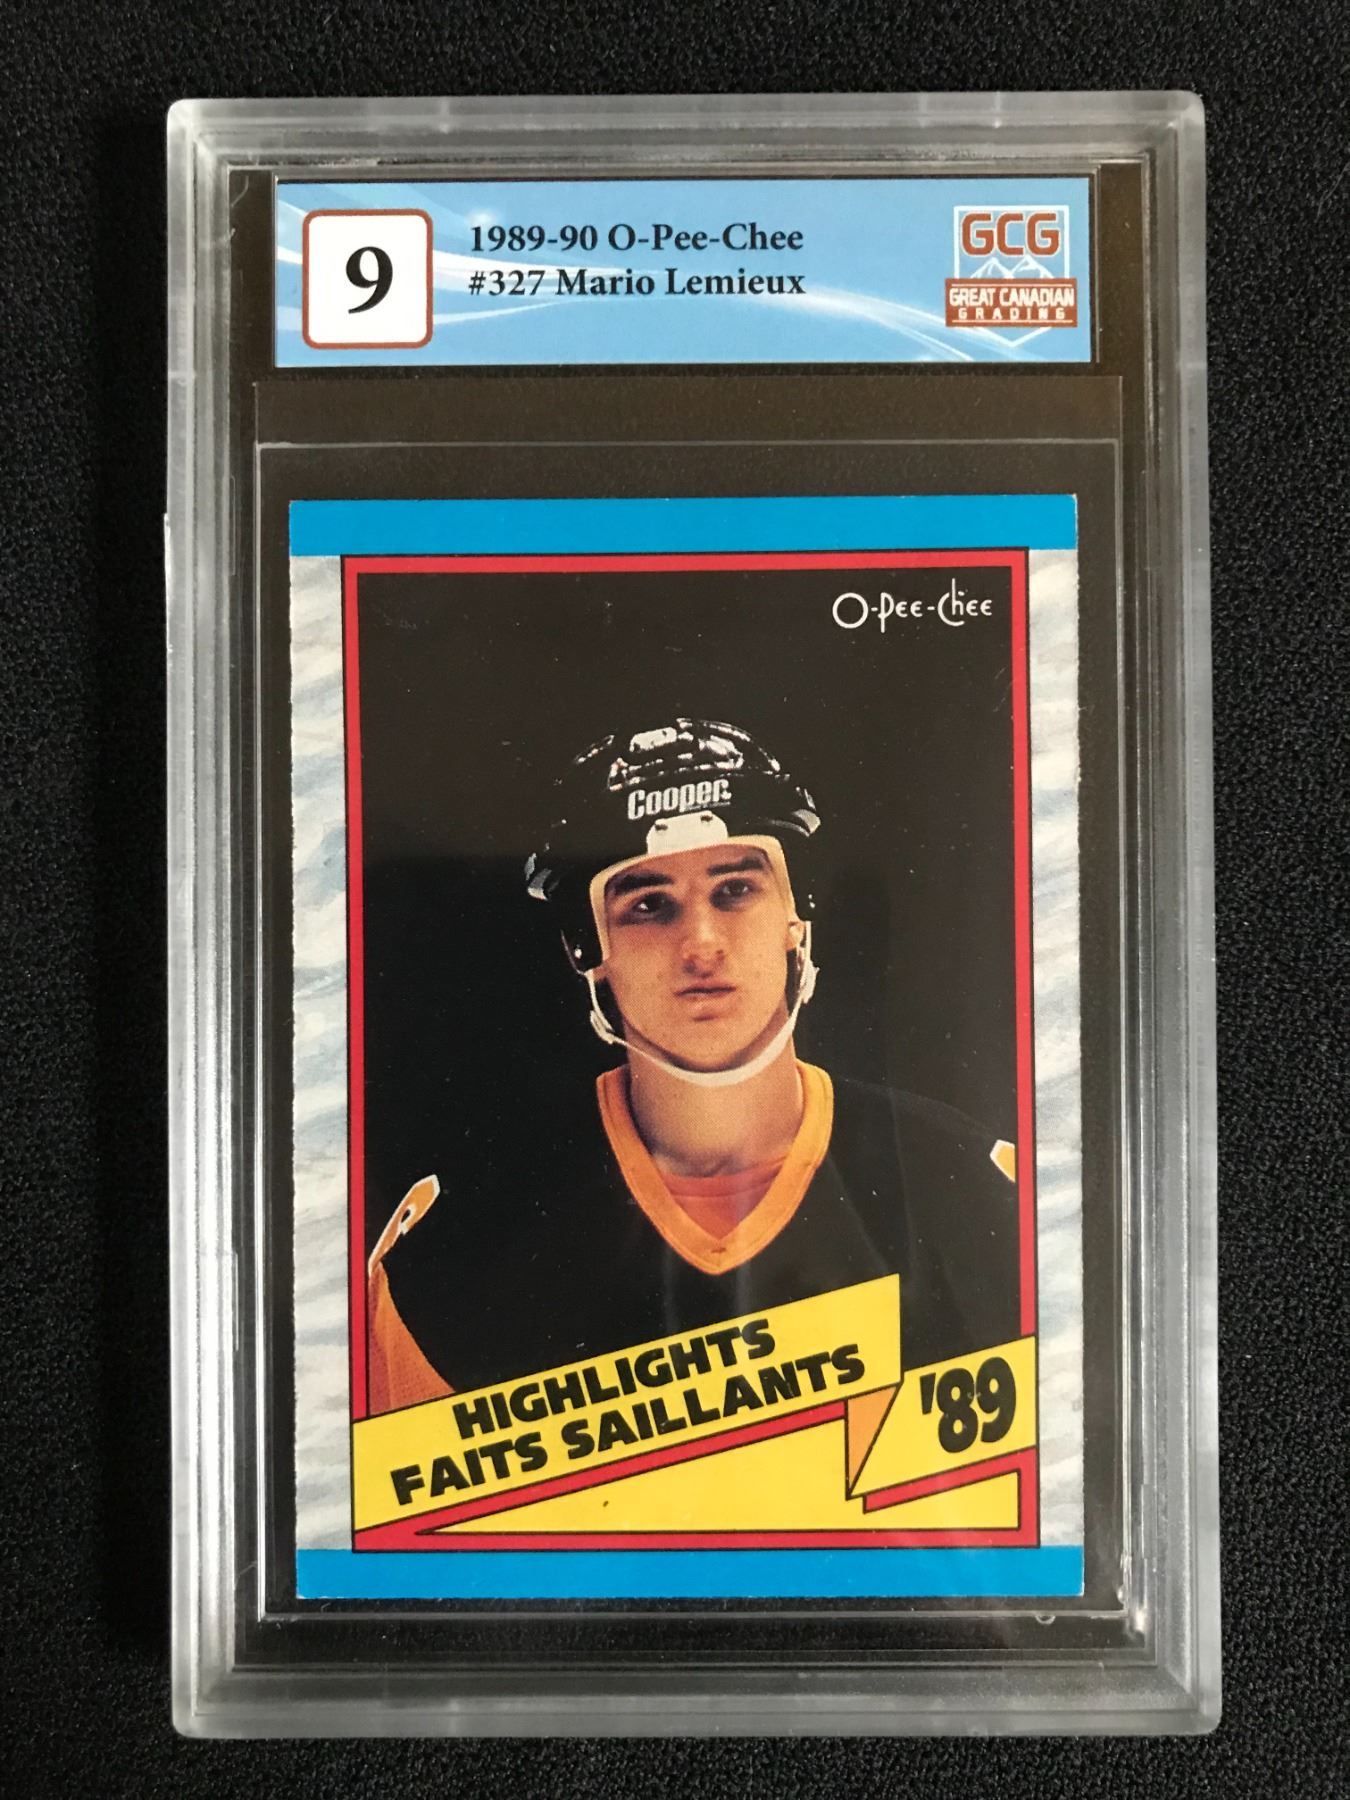 9
1989-90 O-Pee-Chee
#327 Mario Lemieux
GCG
GREAT CANADIAN
GRADING
O-Pee-Chee
Cooper
HIGHLIGHTS
FAITS SAILLANTS
'89